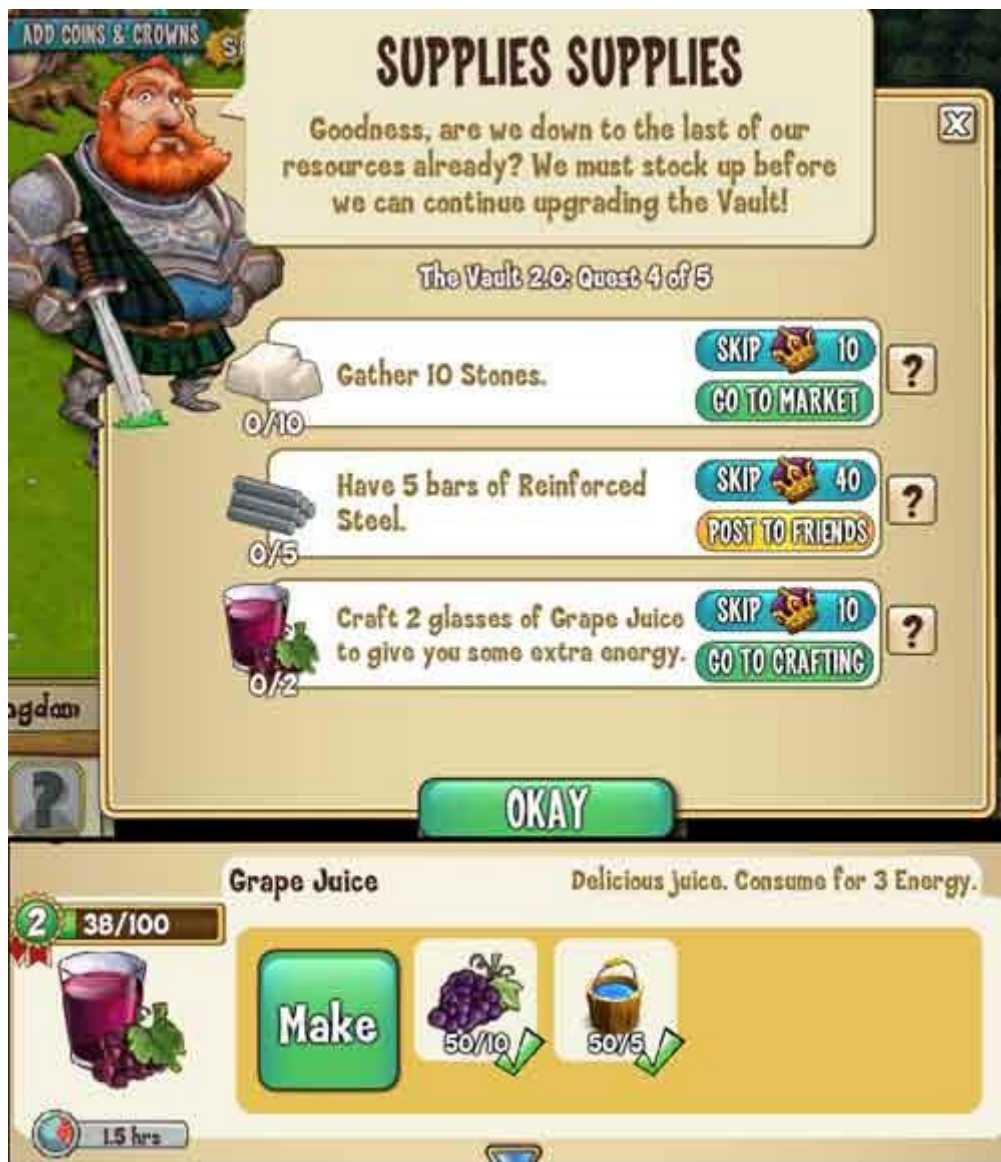 ADD COINS & CROWNS
SUPPLIES SUPPLIES
Goodness, are we down to the last of our
resources already? We must stock up before
we can continue upgrading the Vault!
The Vault 2.0: Quest 4 of 5
Gather 10 Stones.
0/10
SKIP 10
GO TO MARKET
?
Have 5 bars of Reinforced
Steel.
0/5
SKIP 40
POST TO FRIENDS
?
Craft 2 glasses of Grape Juice
to give you some extra energy.
0/2
SKIP 10
GO TO CRAFTING
?
X
?
OKAY
Grape Juice
Delicious juice. Consume for 3 Energy.
2 38/100
Make
50/10
50/5
1.5 hrs